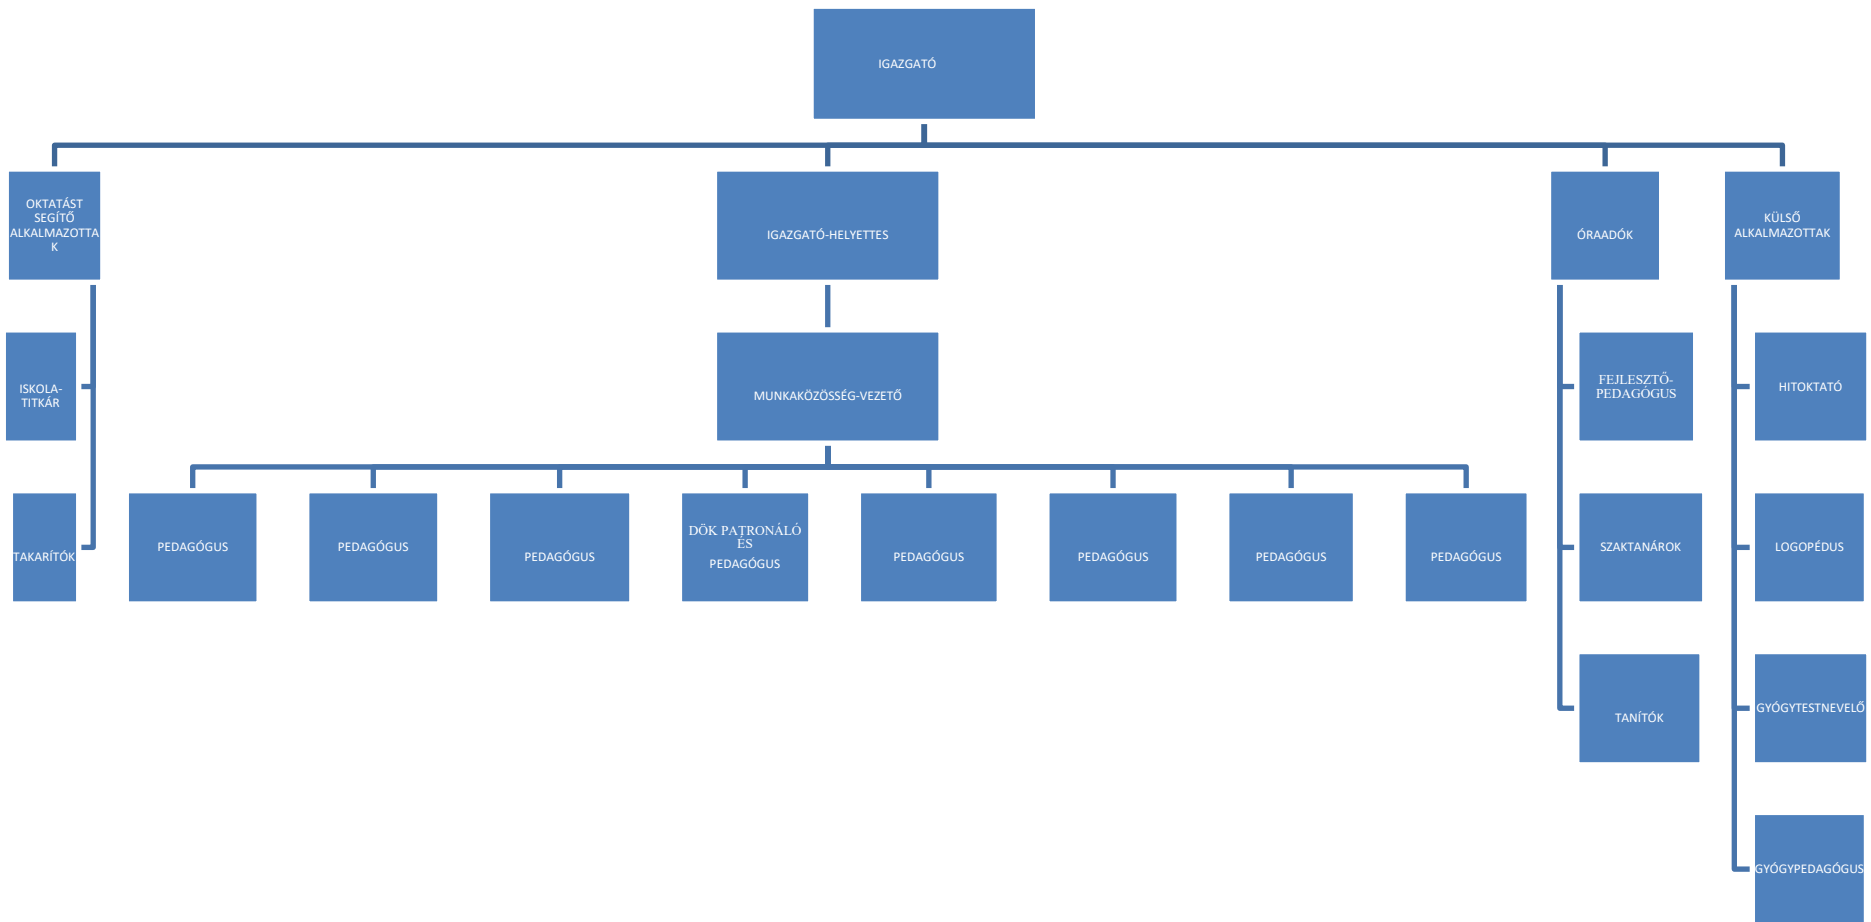 IGAZGATÓ
OKTATÁST
SEGÍTŐ
ALKALMAZOTTA
K
IGAZGATÓ-HELYETTES
ÓRAADÓK
KÜLSŐ
ALKALMAZOTTAK
ISKOLA-
TITKÁR
MUNKAKÖZÖSSÉG-VEZETŐ
FEJLESZTŐ-
PEDAGÓGUS
HITOKTATÓ
TAKARÍTÓK
PEDAGÓGUS
PEDAGÓGUS
PEDAGÓGUS
DÖK PATRONÁLÓ
ÉS
PEDAGÓGUS
PEDAGÓGUS
PEDAGÓGUS
PEDAGÓGUS
PEDAGÓGUS
SZAKTANÁROK
LOGOPÉDUS
TANÍTÓK
GYÓGYTESTNEVELŐ
GYÓGYPEDAGÓGUS